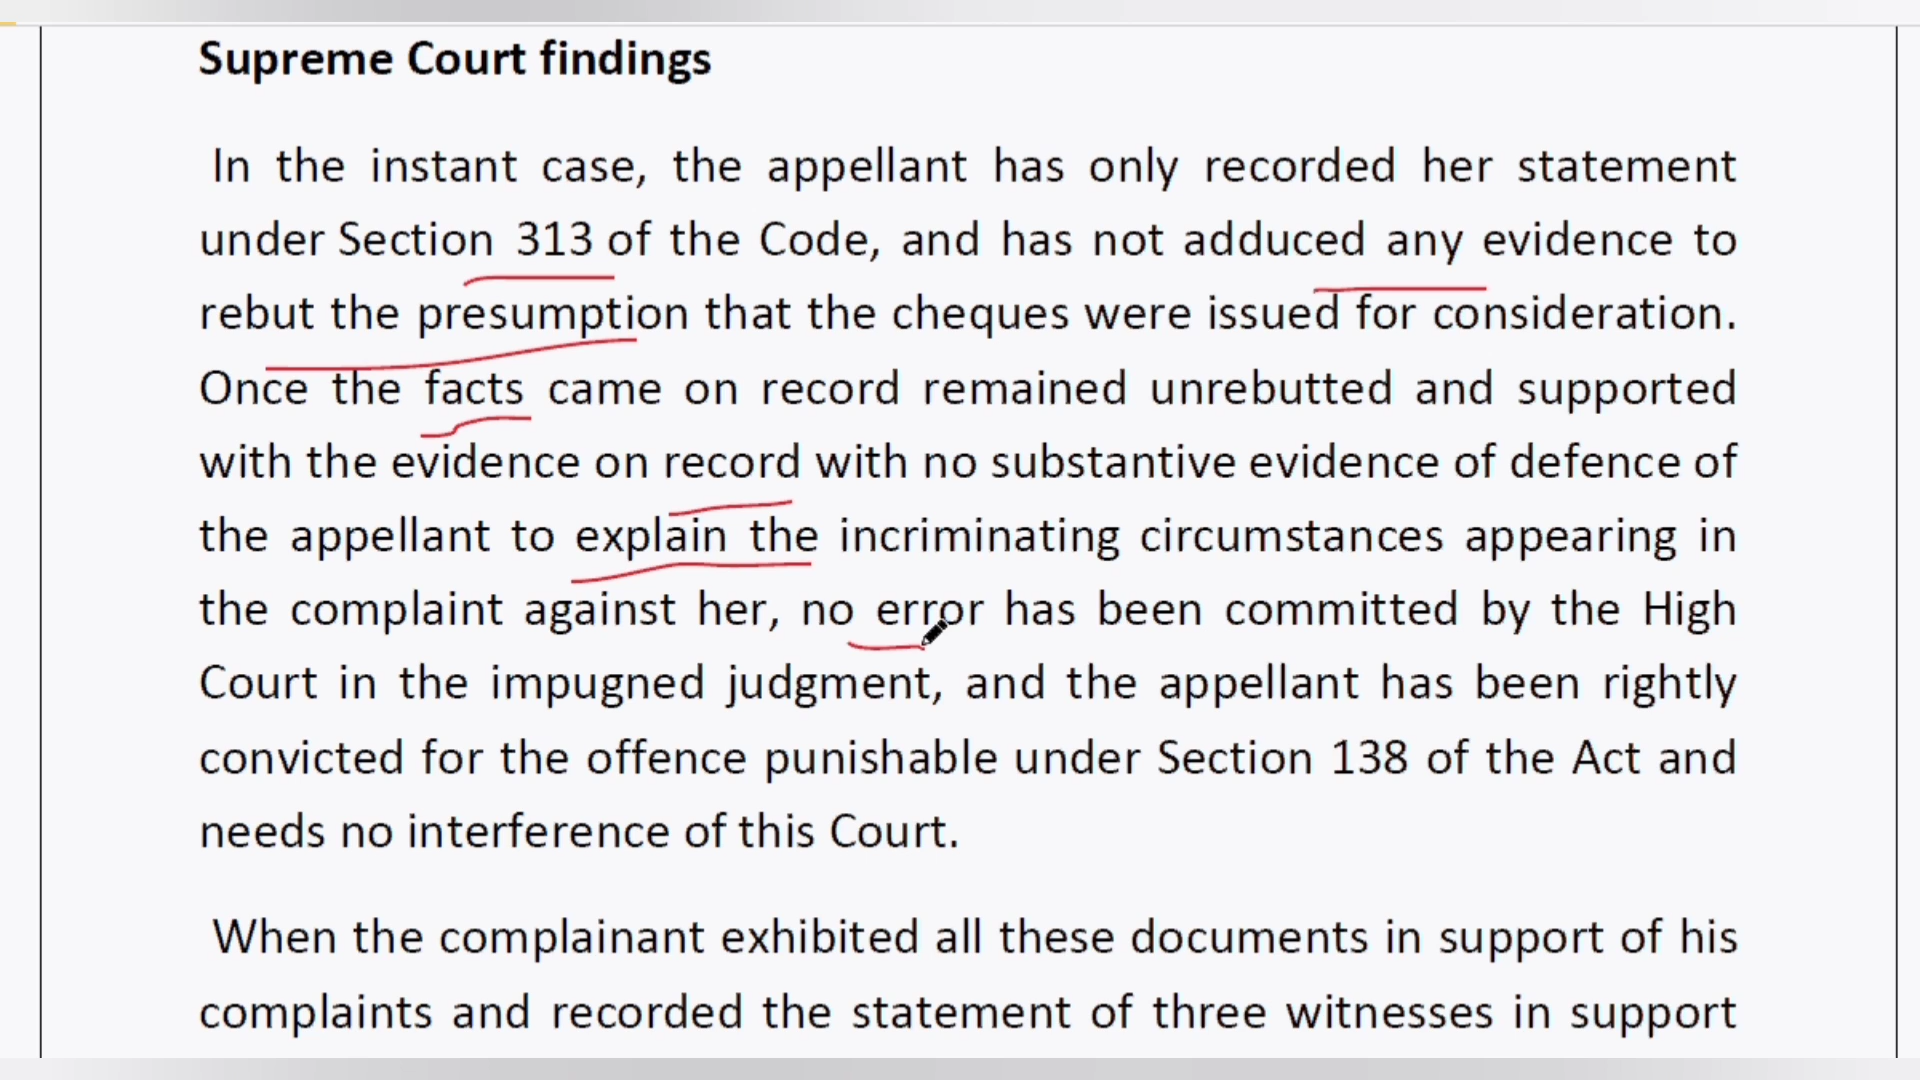 Supreme Court findings
In the instant case, the appellant has only recorded her statement
under Section 313 of the Code, and has not adduced any evidence to
rebut the presumption that the cheques were issued for consideration.
Once the facts came on record remained unrebutted and supported
with the evidence on record with no substantive evidence of defence of
the appellant to explain the incriminating circumstances appearing in
the complaint against her, no error has been committed by the High
Court in the impugned judgment, and the appellant has been rightly
convicted for the offence punishable under Section 138 of the Act and
needs no interference of this Court.
When the complainant exhibited all these documents in support of his
complaints and recorded the statement of three witnesses in support